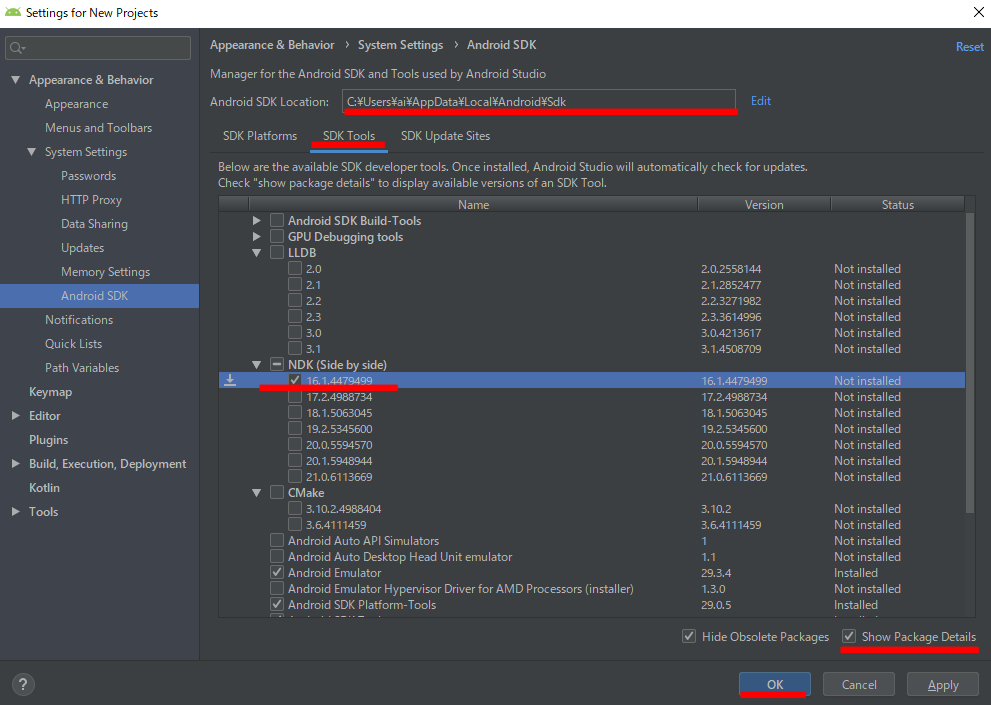 Settings for New Projects
Appearance & Behavior › System Settings › Android SDK
Reset
Manager for the Android SDK and Tools used by Android Studio
Android SDK Location: C:¥Users¥ai¥AppData¥Local¥Android¥Sdk Edit
Appearance & Behavior
Appearance
Menus and Toolbars
System Settings
Passwords
HTTP Proxy
Data Sharing
Updates
Memory Settings
Android SDK
Notifications
Quick Lists
Path Variables
Keymap
Editor
Plugins
Build, Execution, Deployment
Kotlin
Tools
SDK Platforms SDK Tools SDK Update Sites
Below are the available SDK developer tools. Once installed, Android Studio will automatically check for updates.
Check "show package details" to display available versions of an SDK Tool.
Name Version Status
Android SDK Build-Tools
GPU Debugging tools
LLDB
2.0 2.0.2558144 Not installed
2.1 2.1.2852477 Not installed
2.2 2.2.3271982 Not installed
2.3 2.3.3614996 Not installed
3.0 3.0.4213617 Not installed
3.1 3.1.4508709 Not installed
NDK (Side by side)
16.1.4479499 16.1.4479499 Not installed
17.2.4988734 17.2.4988734 Not installed
18.1.5063045 18.1.5063045 Not installed
19.2.5345600 19.2.5345600 Not installed
20.0.5594570 20.0.5594570 Not installed
20.1.5948944 20.1.5948944 Not installed
21.0.6113669 21.0.6113669 Not installed
CMake
3.10.2.4988404 3.10.2 Not installed
3.6.4111459 3.6.4111459 Not installed
Android Auto API Simulators 1 Not installed
Android Auto Desktop Head Unit emulator 1.1 Not installed
Android Emulator 29.3.4 Installed
Android Emulator Hypervisor Driver for AMD Processors (installer) 1.3.0 Not installed
Android SDK Platform-Tools 29.0.5 Installed
Hide Obsolete Packages Show Package Details
? OK Cancel Apply